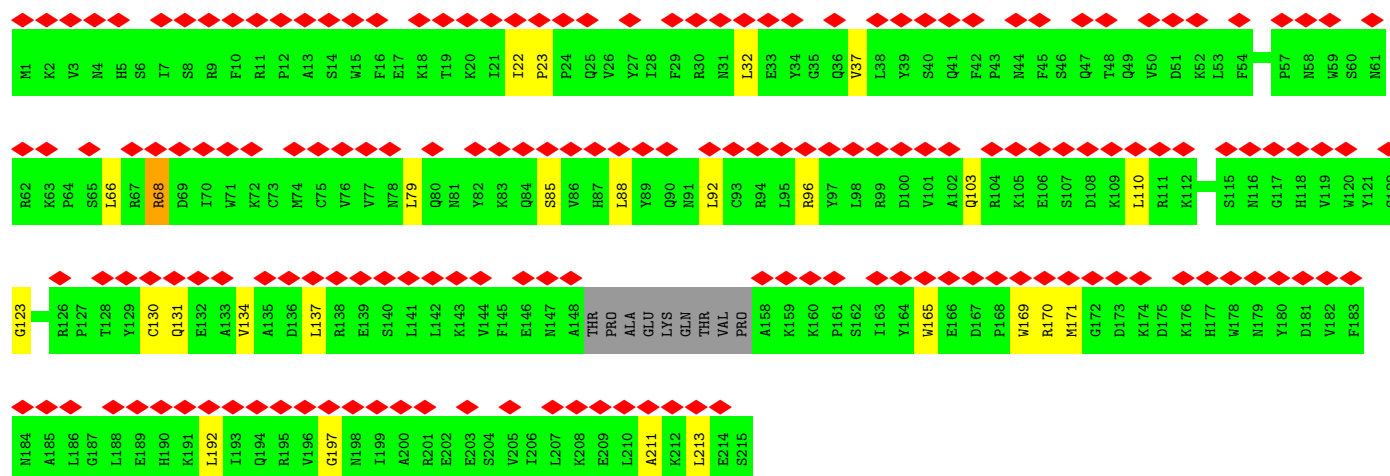 M1 K2 V3 N4 H5 S6 I7 S8 R9 F10 R11 P12 A13 S14 W15 F16 E17 K18 T19 K20 I21 I22 P23 P24 Q25 V26 Y27 I28 F29 R30 N31 L32 E33 Y34 G35 Q36 V37 L38 Y39 S40 Q41 F42 P43 N44 F45 S46 Q47 T48 Q49 V50 D51 K52 L53 F54 P57 N58 W59 S60 N61
R62 K63 P64 S65 L66 R67 R68 D69 I70 W71 K72 C73 M74 C75 V76 V77 N78 L79 Q80 N81 Y82 K83 Q84 S85 V86 H87 L88 Y89 Q90 N91 L92 C93 R94 L95 R96 Y97 L98 R99 D100 V101 A102 Q103 R104 K105 E106 S107 D108 K109 L110 R111 K112 S115 N116 G117 H118 V119 W120 Y121
G123 R126 P127 T128 Y129 C130 Q131 E132 A133 V134 A135 D136 L137 R138 E139 S140 L141 L142 K143 V144 F145 E146 N147 A148 THR PRO ALA GLU LYS GLN THR VAL PRO A158 K159 K160 P161 S162 I163 Y164 W165 E166 D167 P168 W169 R170 M171 G172 D173 K174 D175 K176 H177 W178 N179 Y180 D181 V182 F183
N184 A185 L186 G187 L188 E189 H190 K191 L192 I193 Q194 R195 V196 G197 N198 I199 A200 R201 E202 E203 S204 V205 I206 L207 K208 E209 L210 A211 K212 L213 E214 S215